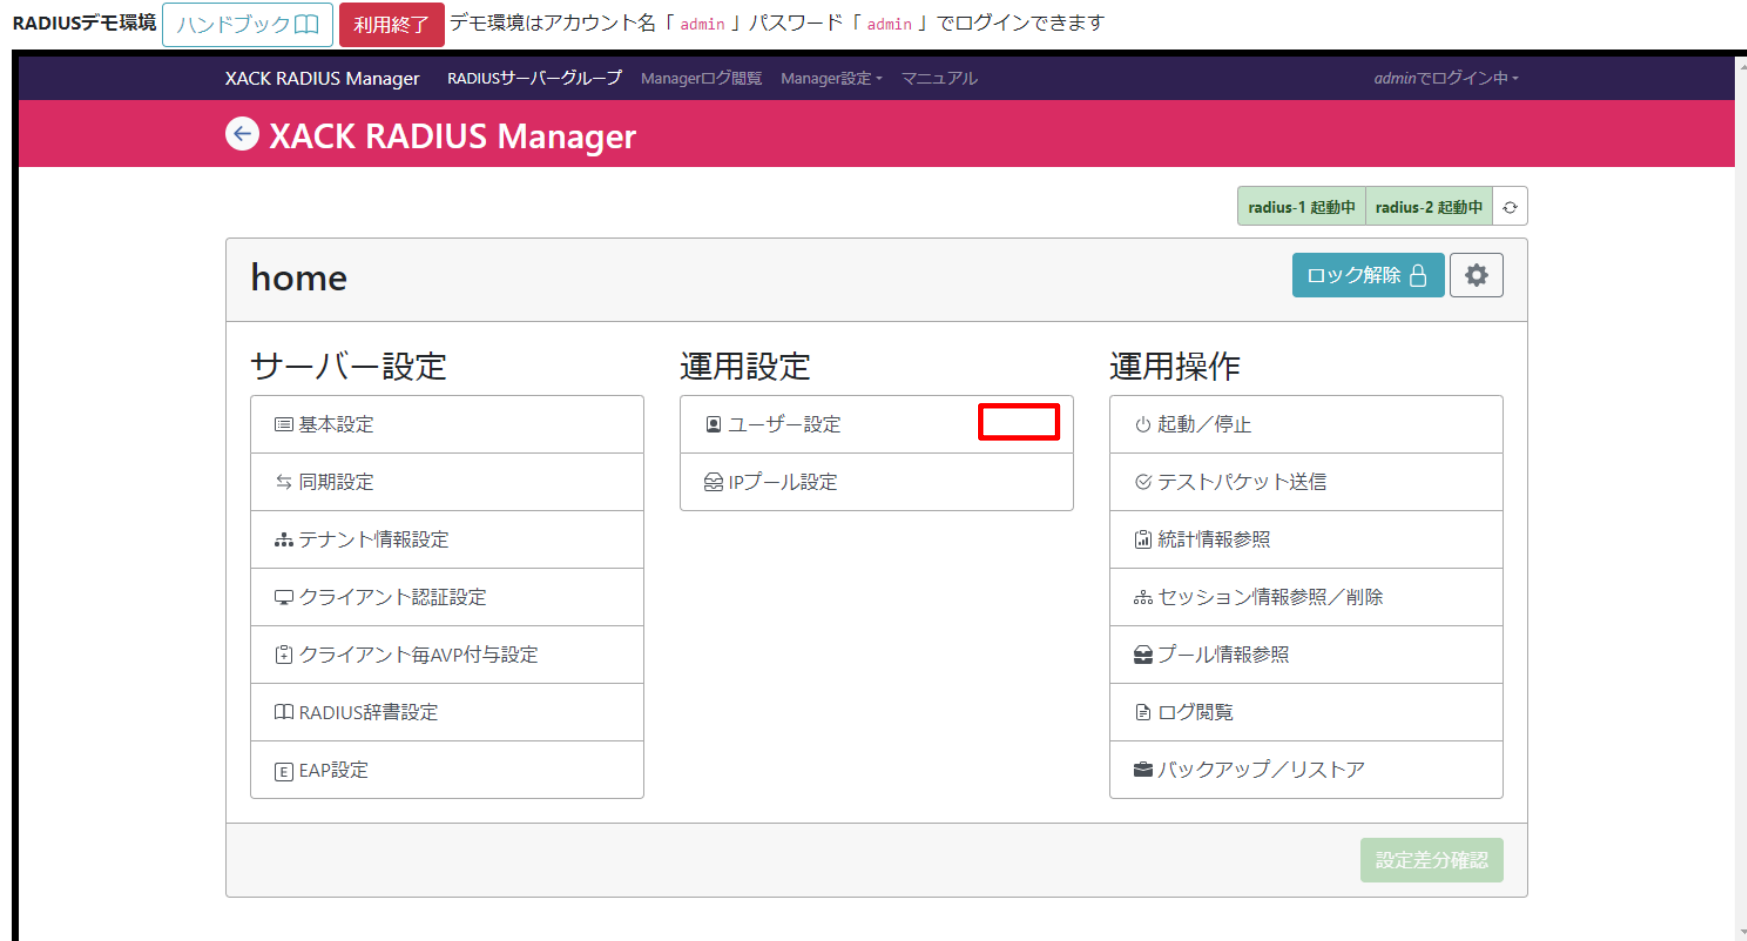 RADIUSデモ環境 ハンドブック 利用終了 デモ環境はアカウント名「 admin 」パスワード「 admin 」でログインできます
XACK RADIUS Manager RADIUSサーバーグループ Managerログ閲覧 Manager設定 マニュアル adminでログイン中
XACK RADIUS Manager
radius-1 起動中 radius-2 起動中
home ロック解除
サーバー設定
基本設定
同期設定
テナント情報設定
クライアント認証設定
クライアント毎AVP付与設定
RADIUS辞書設定
E EAP設定
運用設定
ユーザー設定
IPプール設定
運用操作
起動／停止
テストパケット送信
統計情報参照
セッション情報参照／削除
プール情報参照
ログ閲覧
バックアップ／リストア
設定差分確認